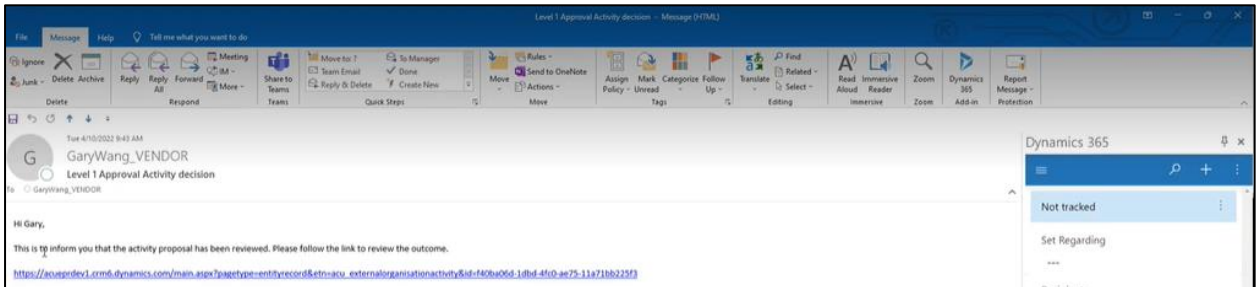 Level 1 Approval Activity decision - Message (HTML)
File Message Help Tell me what you want to do
Ignore
Junk
Delete Archive
Delete
Reply Reply All Forward
Meeting
IM
More
Respond
Share to Teams
Teams
Move to: ? To Manager
Team Email Done
Reply & Delete Create New
Quick Steps
Move
Rules
Send to OneNote
Actions
Move
Assign Policy Mark Unread Categorize Follow Up
Tags
Translate
Find
Related
Select
Editing
Read Aloud Immersive Reader
Immersive
Zoom
Zoom
Dynamics 365
Add-in
Report Message
Protection
Tue 4/10/2022 9:43 AM
G
GaryWang_VENDOR
Level 1 Approval Activity decision
To GaryWang_VENDOR
Hi Gary,
This is to inform you that the activity proposal has been reviewed. Please follow the link to review the outcome.
https://acueprdev1.crm6.dynamics.com/main.aspx?pagetype=entityrecord&etn=acu_externalorganisationactivity&id=f40ba06d-1dbd-4fc0-ae75-11a71bb225f3
Dynamics 365
Not tracked
Set Regarding
---